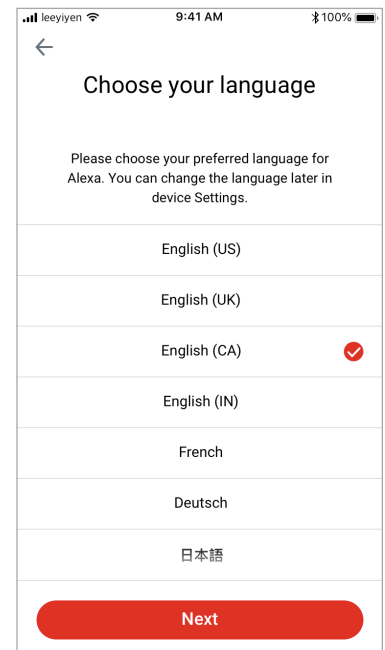 leeyiyen 9:41 AM 100%
Choose your language
Please choose your preferred language for
Alexa. You can change the language later in
device Settings.
English (US)
English (UK)
English (CA)
English (IN)
French
Deutsch
日本語
Next